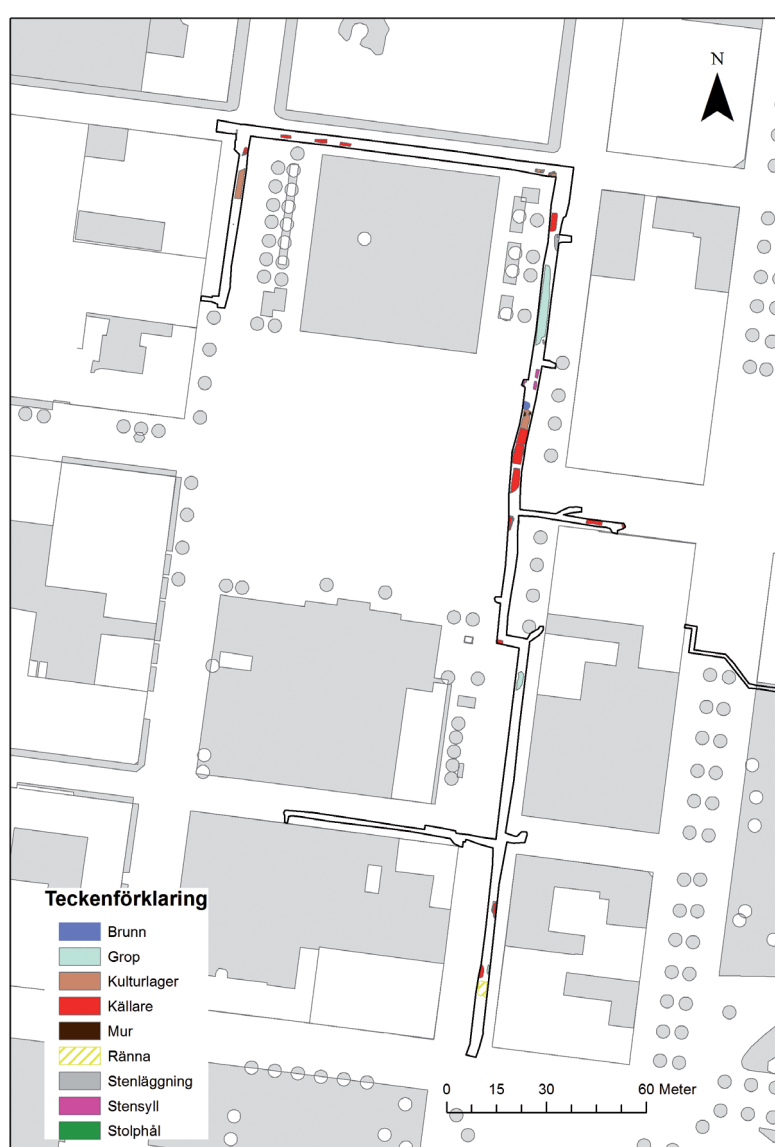 N
Teckenförklaring
Brunn
Grop
Kulturlager
Källare
Mur
Ränna
Stenläggning
Stensyll
Stolphål
0 15 30 60 Meter